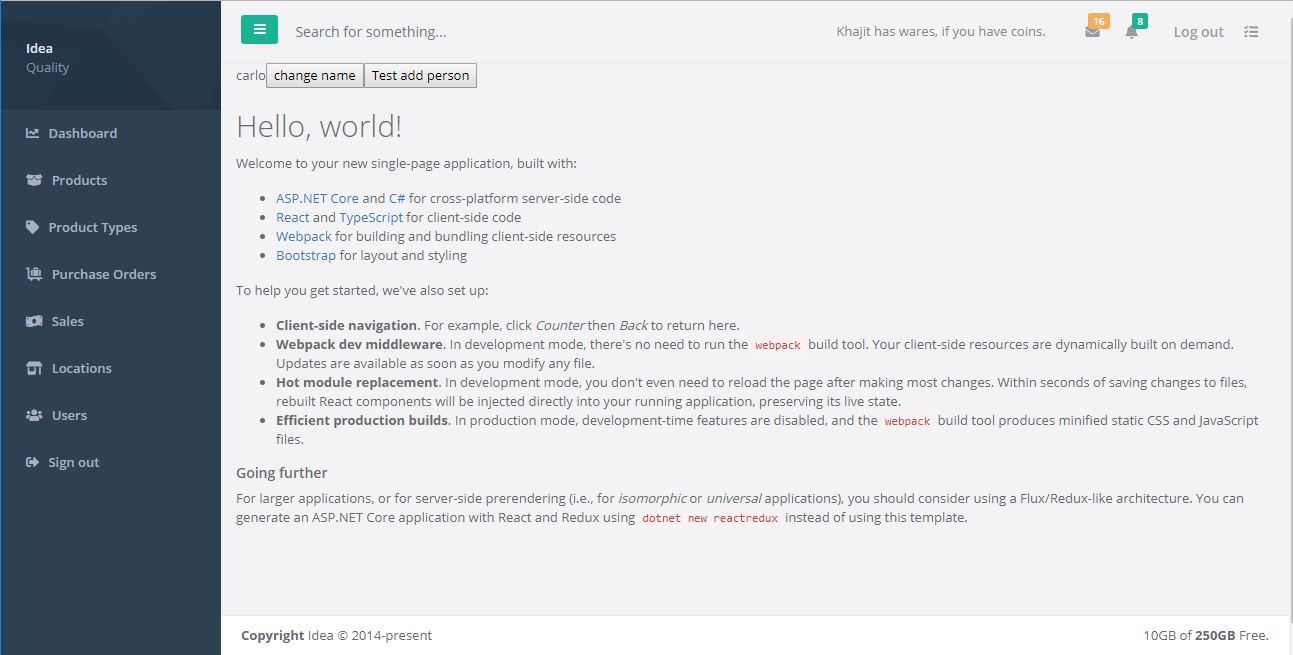 Idea
Quality
Dashboard
Products
Product Types
Purchase Orders
Sales
Locations
Users
Sign out
Search for something...
Khajit has wares, if you have coins.
16
8
Log out
carlo change name Test add person
Hello, world!
Welcome to your new single-page application, built with:
ASP.NET Core and C# for cross-platform server-side code
React and TypeScript for client-side code
Webpack for building and bundling client-side resources
Bootstrap for layout and styling
To help you get started, we've also set up:
Client-side navigation. For example, click Counter then Back to return here.
Webpack dev middleware. In development mode, there's no need to run the webpack build tool. Your client-side resources are dynamically built on demand.
Updates are available as soon as you modify any file.
Hot module replacement. In development mode, you don't even need to reload the page after making most changes. Within seconds of saving changes to files,
rebuilt React components will be injected directly into your running application, preserving its live state.
Efficient production builds. In production mode, development-time features are disabled, and the webpack build tool produces minified static CSS and JavaScript
files.
Going further
For larger applications, or for server-side prerendering (i.e., for isomorphic or universal applications), you should consider using a Flux/Redux-like architecture. You can
generate an ASP.NET Core application with React and Redux using dotnet new reactredux instead of using this template.
Copyright Idea © 2014-present
10GB of 250GB Free.